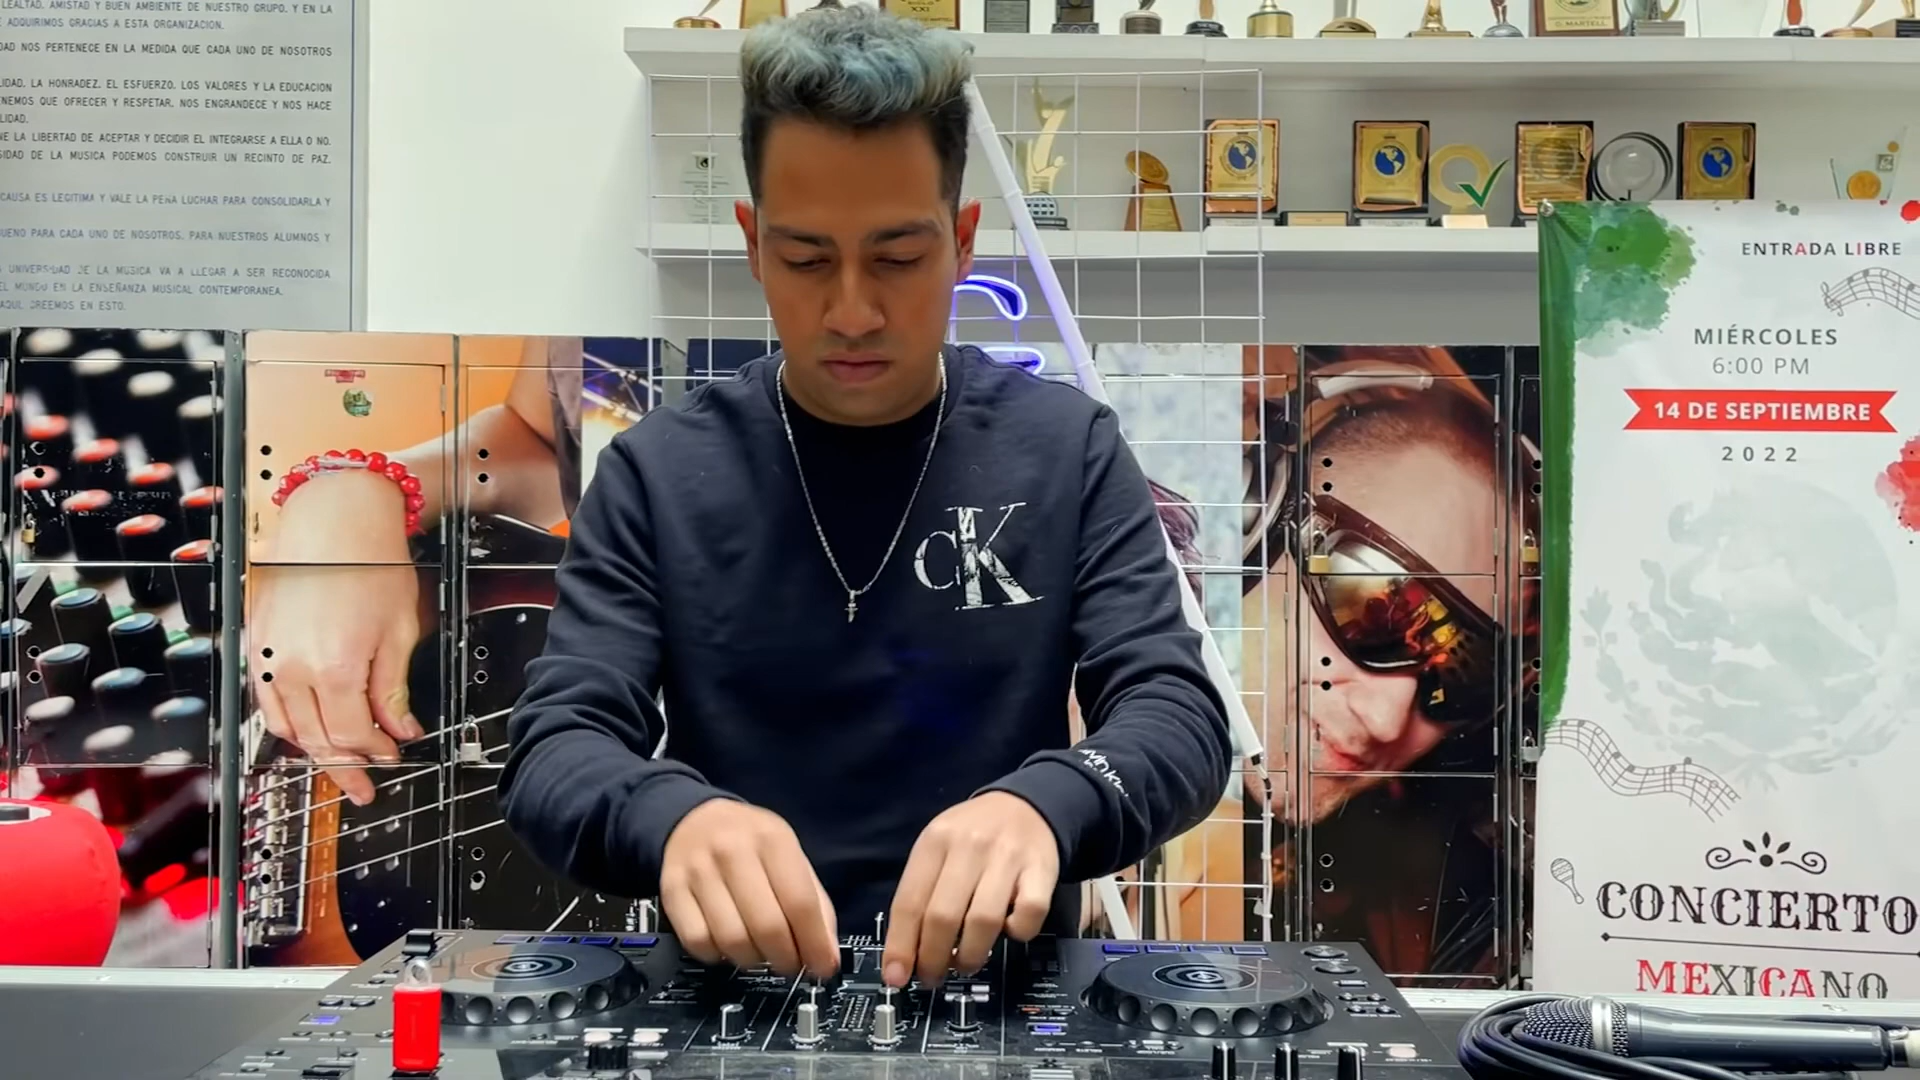 LEALTAD, AMISTAD Y BUEN AMBIENTE DE NUESTRO GRUPO, Y EN LA
ADQUIRIMOS GRACIAS A ESTA ORGANIZACION.
DAD NOS PERTENECE EN LA MEDIDA QUE CADA UNO DE NOSOTROS
LIDAD, LA HONRADEZ, EL ESFUERZO, LOS VALORES Y LA EDUCACION
NEMOS QUE OFRECER Y RESPETAR, NOS ENGRANDECE Y NOS HACE
LIDAD.
NE LA LIBERTAD DE ACEPTAR Y DECIDIR EL INTEGRARSE A ELLA O NO.
SIDAD DE LA MUSICA PODEMOS CONSTRUIR UN RECINTO DE PAZ.
CAUSA ES LEGITIMA Y VALE LA PENA LUCHAR PARA CONSOLIDARLA Y
UENO PARA CADA UNO DE NOSOTROS, PARA NUESTROS ALUMNOS Y
UNIVERSIDAD DE LA MUSICA VA A LLEGAR A SER RECONOCIDA
EL MUNDO EN LA ENSEÑANZA MUSICAL CONTEMPORANEA.
AQUI, CREEMOS EN ESTO.
XXI
G. MARTELL
CK
ENTRADA LIBRE
MIÉRCOLES
6:00 PM
14 DE SEPTIEMBRE
2022
CONCIERTO
MEXICANO